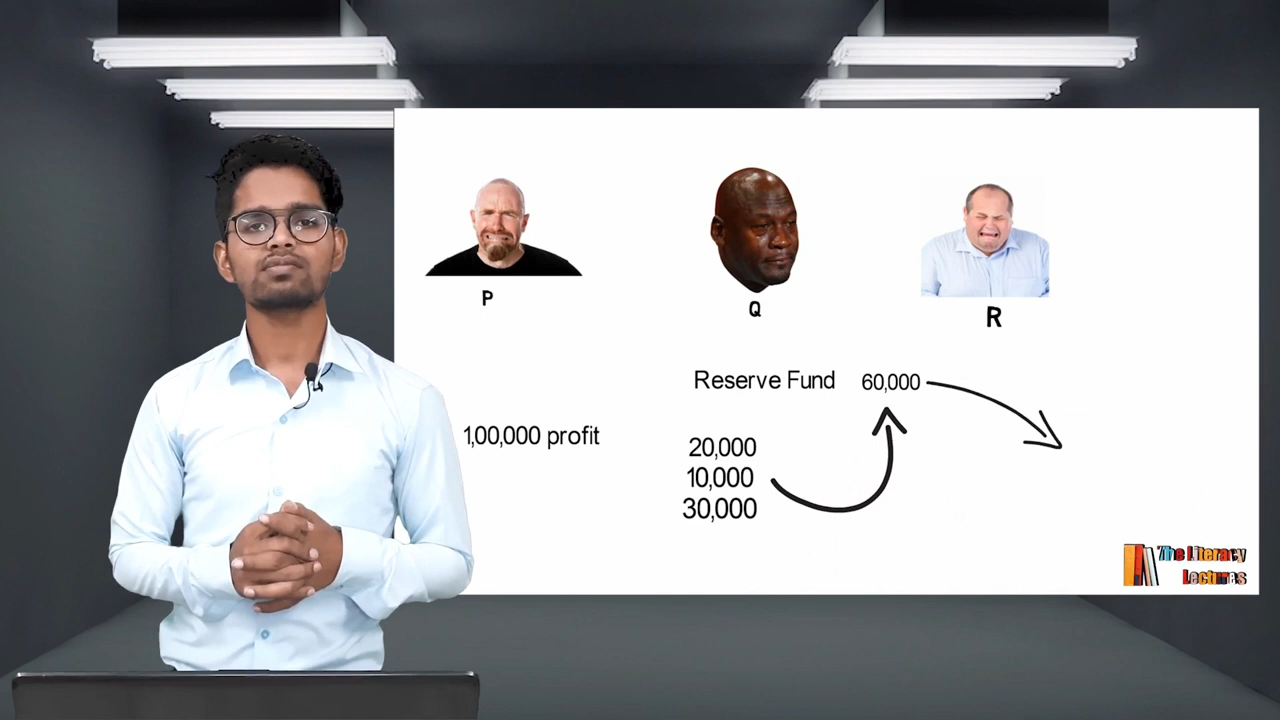 P
Q
R
Reserve Fund 60,000
1,00,000 profit
20,000
10,000
30,000
The Literacy
Lectures